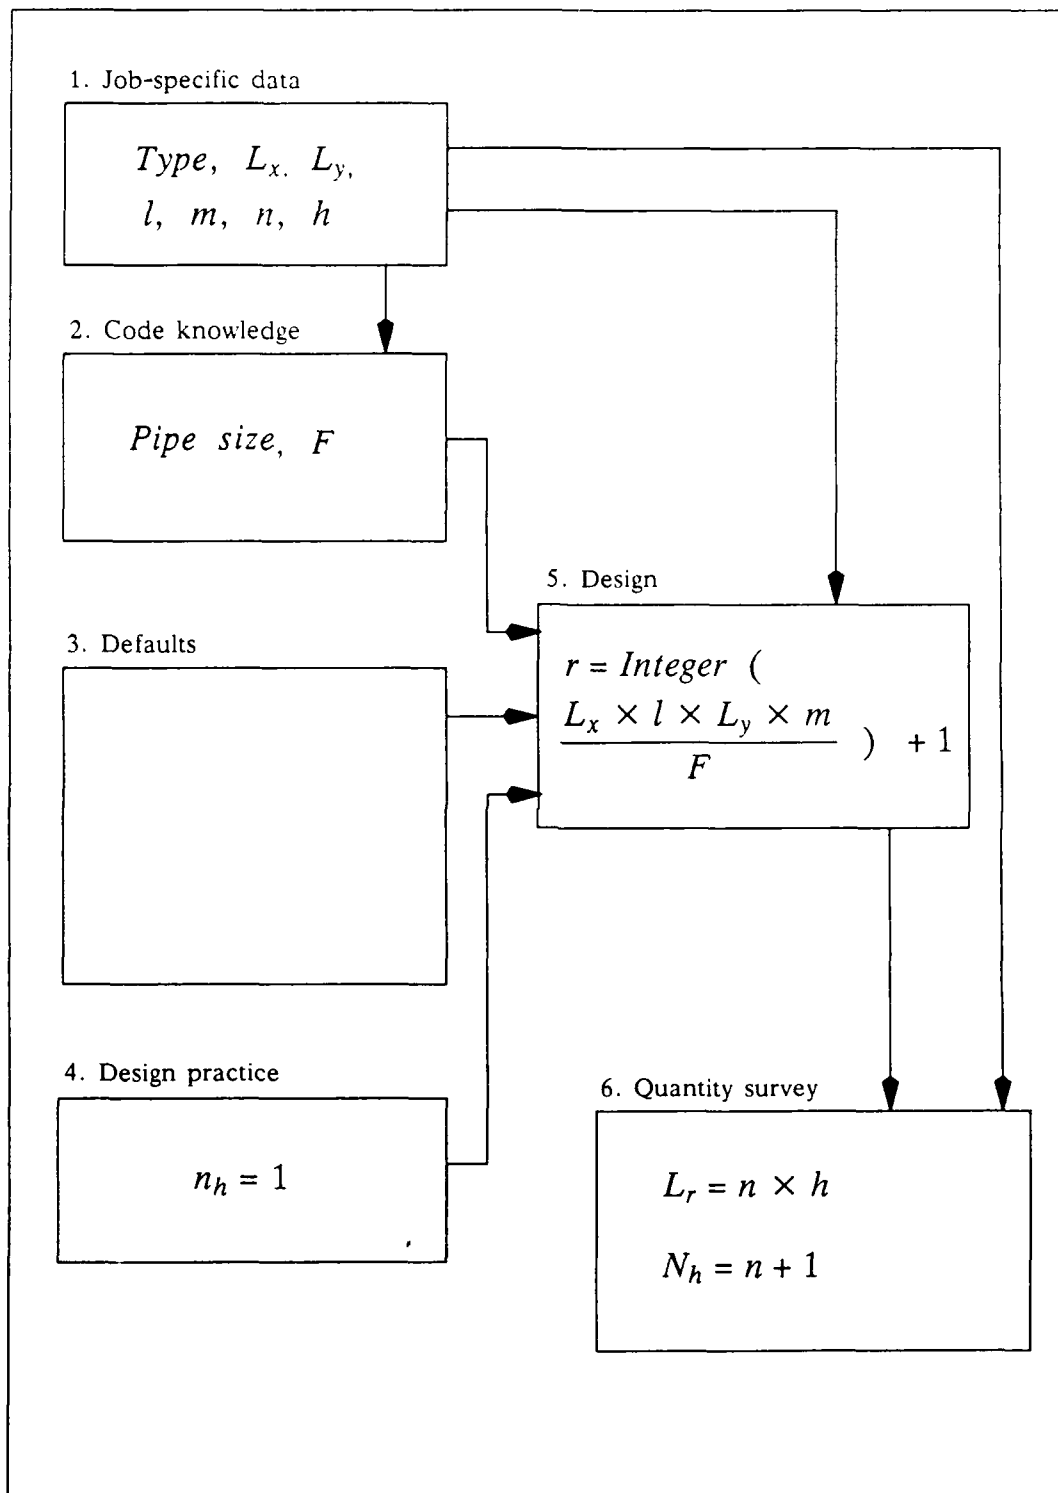 1. Job-specific data
Type, Lx, Ly,
l, m, n, h
2. Code knowledge
Pipe size, F
5. Design
r = Integer (
Lx × l × Ly × m
F
) + 1
3. Defaults
4. Design practice
nh = 1
6. Quantity survey
Lr = n × h
Nh = n + 1